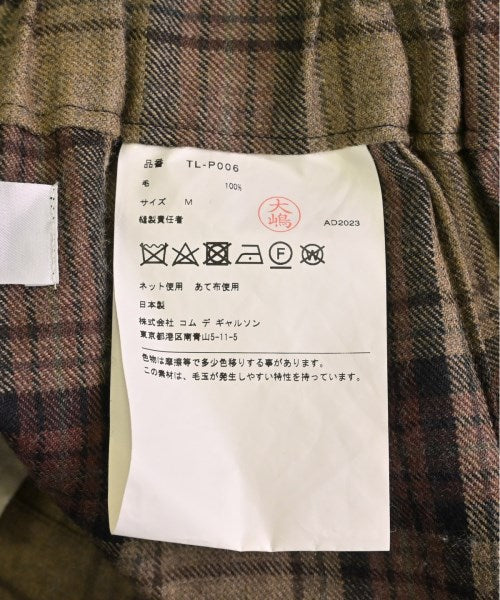 品番 TL-P006
毛 100%
サイズ M
縫製責任者 大嶋 AD2023
ネット使用 あて布使用
日本製
株式会社 コム デ ギャルソン
東京都港区南青山5-11-5
色物は摩擦等で多少色移りする事があります。
この素材は、毛玉が発生しやすい特性を持っています。